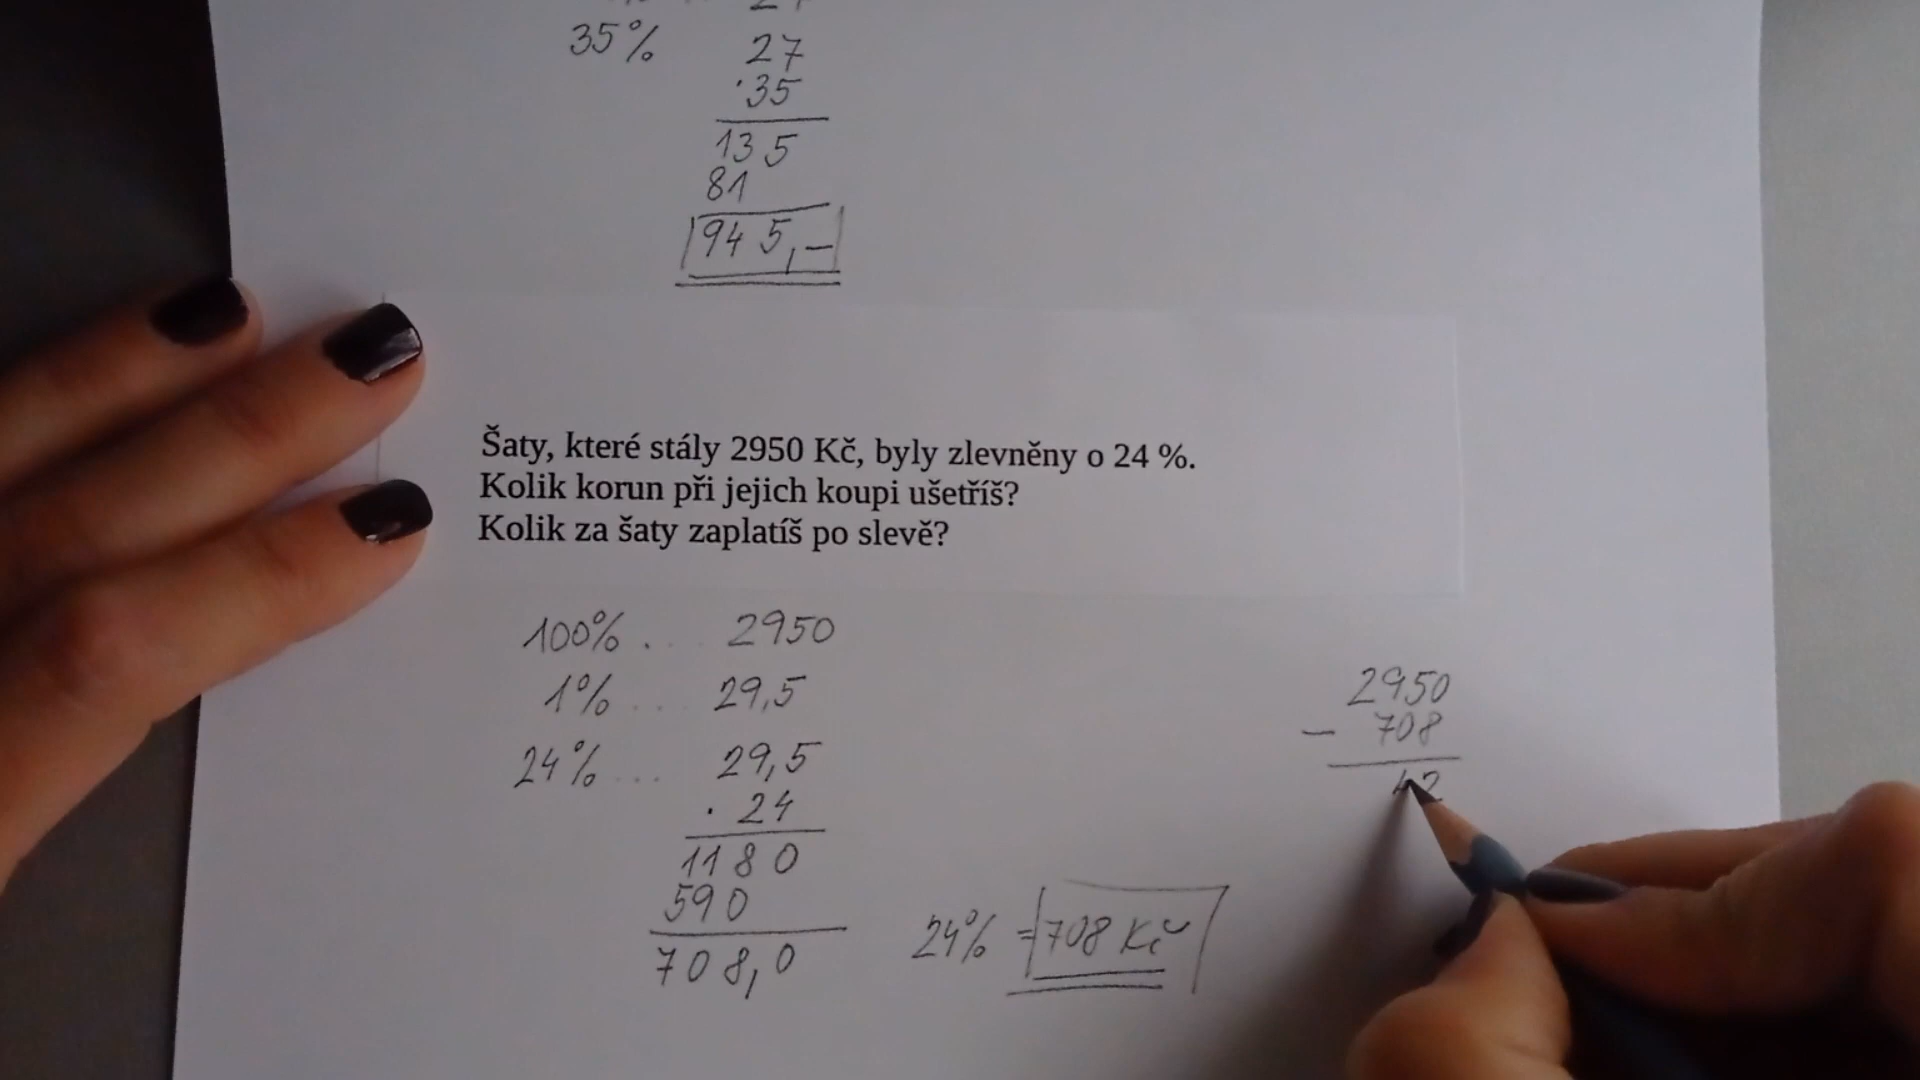 35%
27
·35
135
81
945,–
Šaty, které stály 2950 Kč, byly zlevněny o 24 %.
Kolik korun při jejich koupi ušetříš?
Kolik za šaty zaplatíš po slevě?
100% . . . 2950
1% . . . 29,5
24% . . . 29,5
· 24
1180
590
708,0
24% = 708 Kč
2950
– 708
42